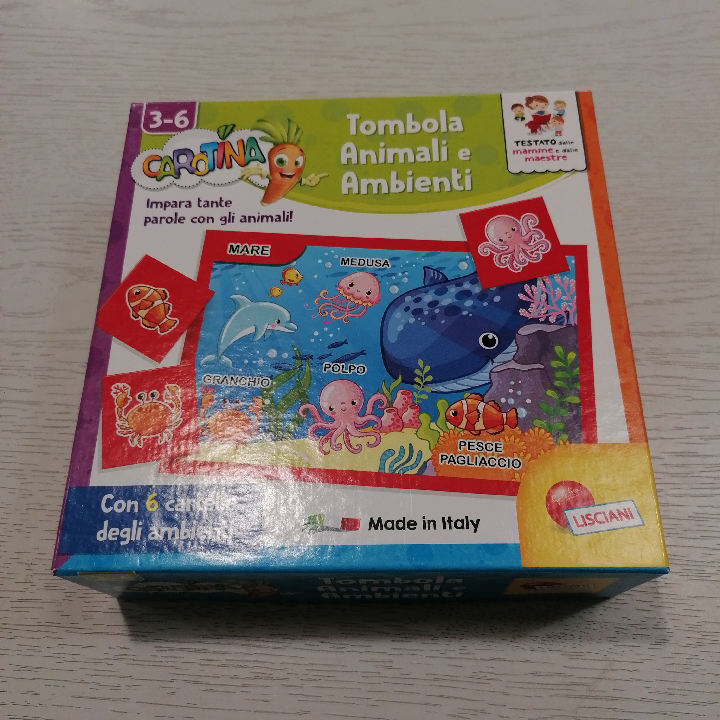 3-6
CAROTINA
Impara tante
parole con gli animali!
Tombola
Animali e
Ambienti
TESTATO dalle
mamme e dalle
maestre
MARE
MEDUSA
GRANCHIO
POLPO
PESCE
PAGLIACCIO
Con 6
degli
Made in Italy
LISCIANI
Tombola
Animali e
Ambienti